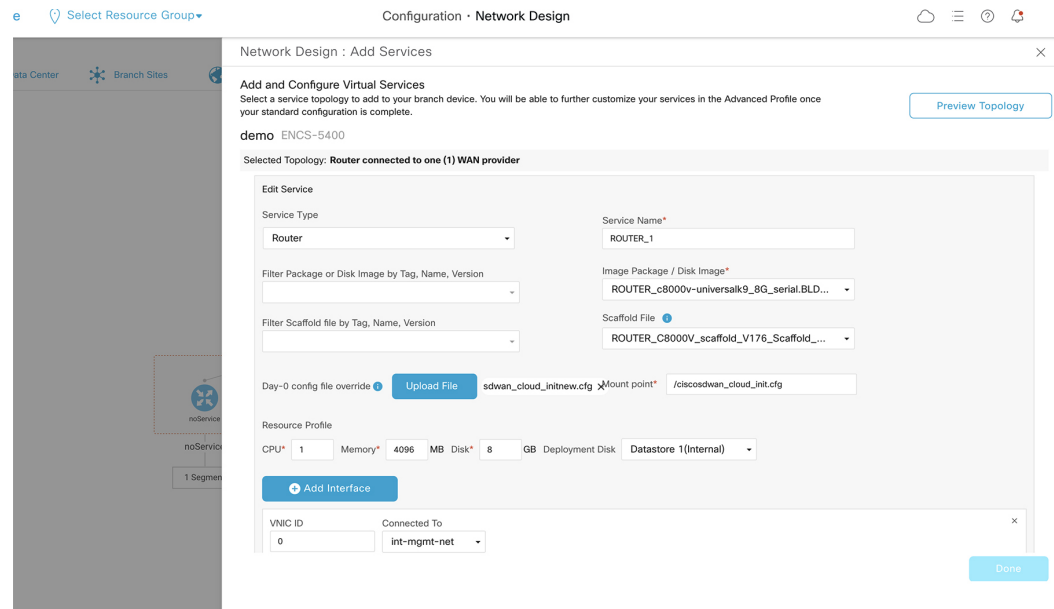 e
Select Resource Group
Configuration · Network Design
Network Design : Add Services
ata Center
Branch Sites
Add and Configure Virtual Services
Select a service topology to add to your branch device. You will be able to further customize your services in the Advanced Profile once
your standard configuration is complete.
Preview Topology
demo ENCS-5400
Selected Topology: Router connected to one (1) WAN provider
Edit Service
Service Type
Service Name*
Router
ROUTER_1
Filter Package or Disk Image by Tag, Name, Version
Image Package / Disk Image*
ROUTER_c8000v-universalk9_8G_serial.BLD...
Filter Scaffold file by Tag, Name, Version
Scaffold File
ROUTER_C8000V_scaffold_V176_Scaffold_...
Day-0 config file override Upload File sdwan_cloud_initnew.cfg Mount point* /ciscosdwan_cloud_init.cfg
noService
Resource Profile
noService
CPU* 1 Memory* 4096 MB Disk* 8 GB Deployment Disk Datastore 1(Internal)
1 Segmen
Add Interface
VNIC ID
Connected To
0
int-mgmt-net
Done